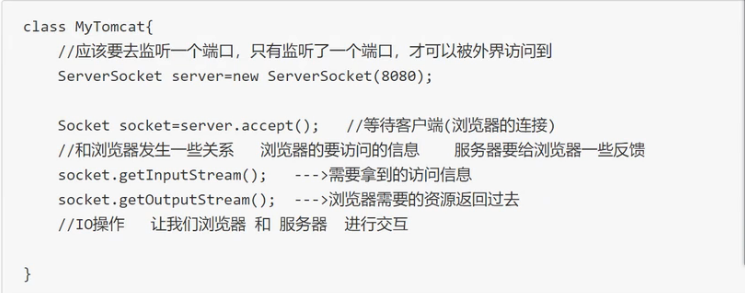 class MyTomcat{
//应该要去监听一个端口，只有监听了一个端口，才可以被外界访问到
ServerSocket server=new ServerSocket(8080);
Socket socket=server.accept();   //等待客户端(浏览器的连接)
//和浏览器发生一些关系   浏览器的要访问的信息    服务器要给浏览器一些反馈
socket.getInputStream();   --->需要拿到的访问信息
socket.getOutputStream();  --->浏览器需要的资源返回过去
//IO操作   让我们浏览器 和 服务器  进行交互
}